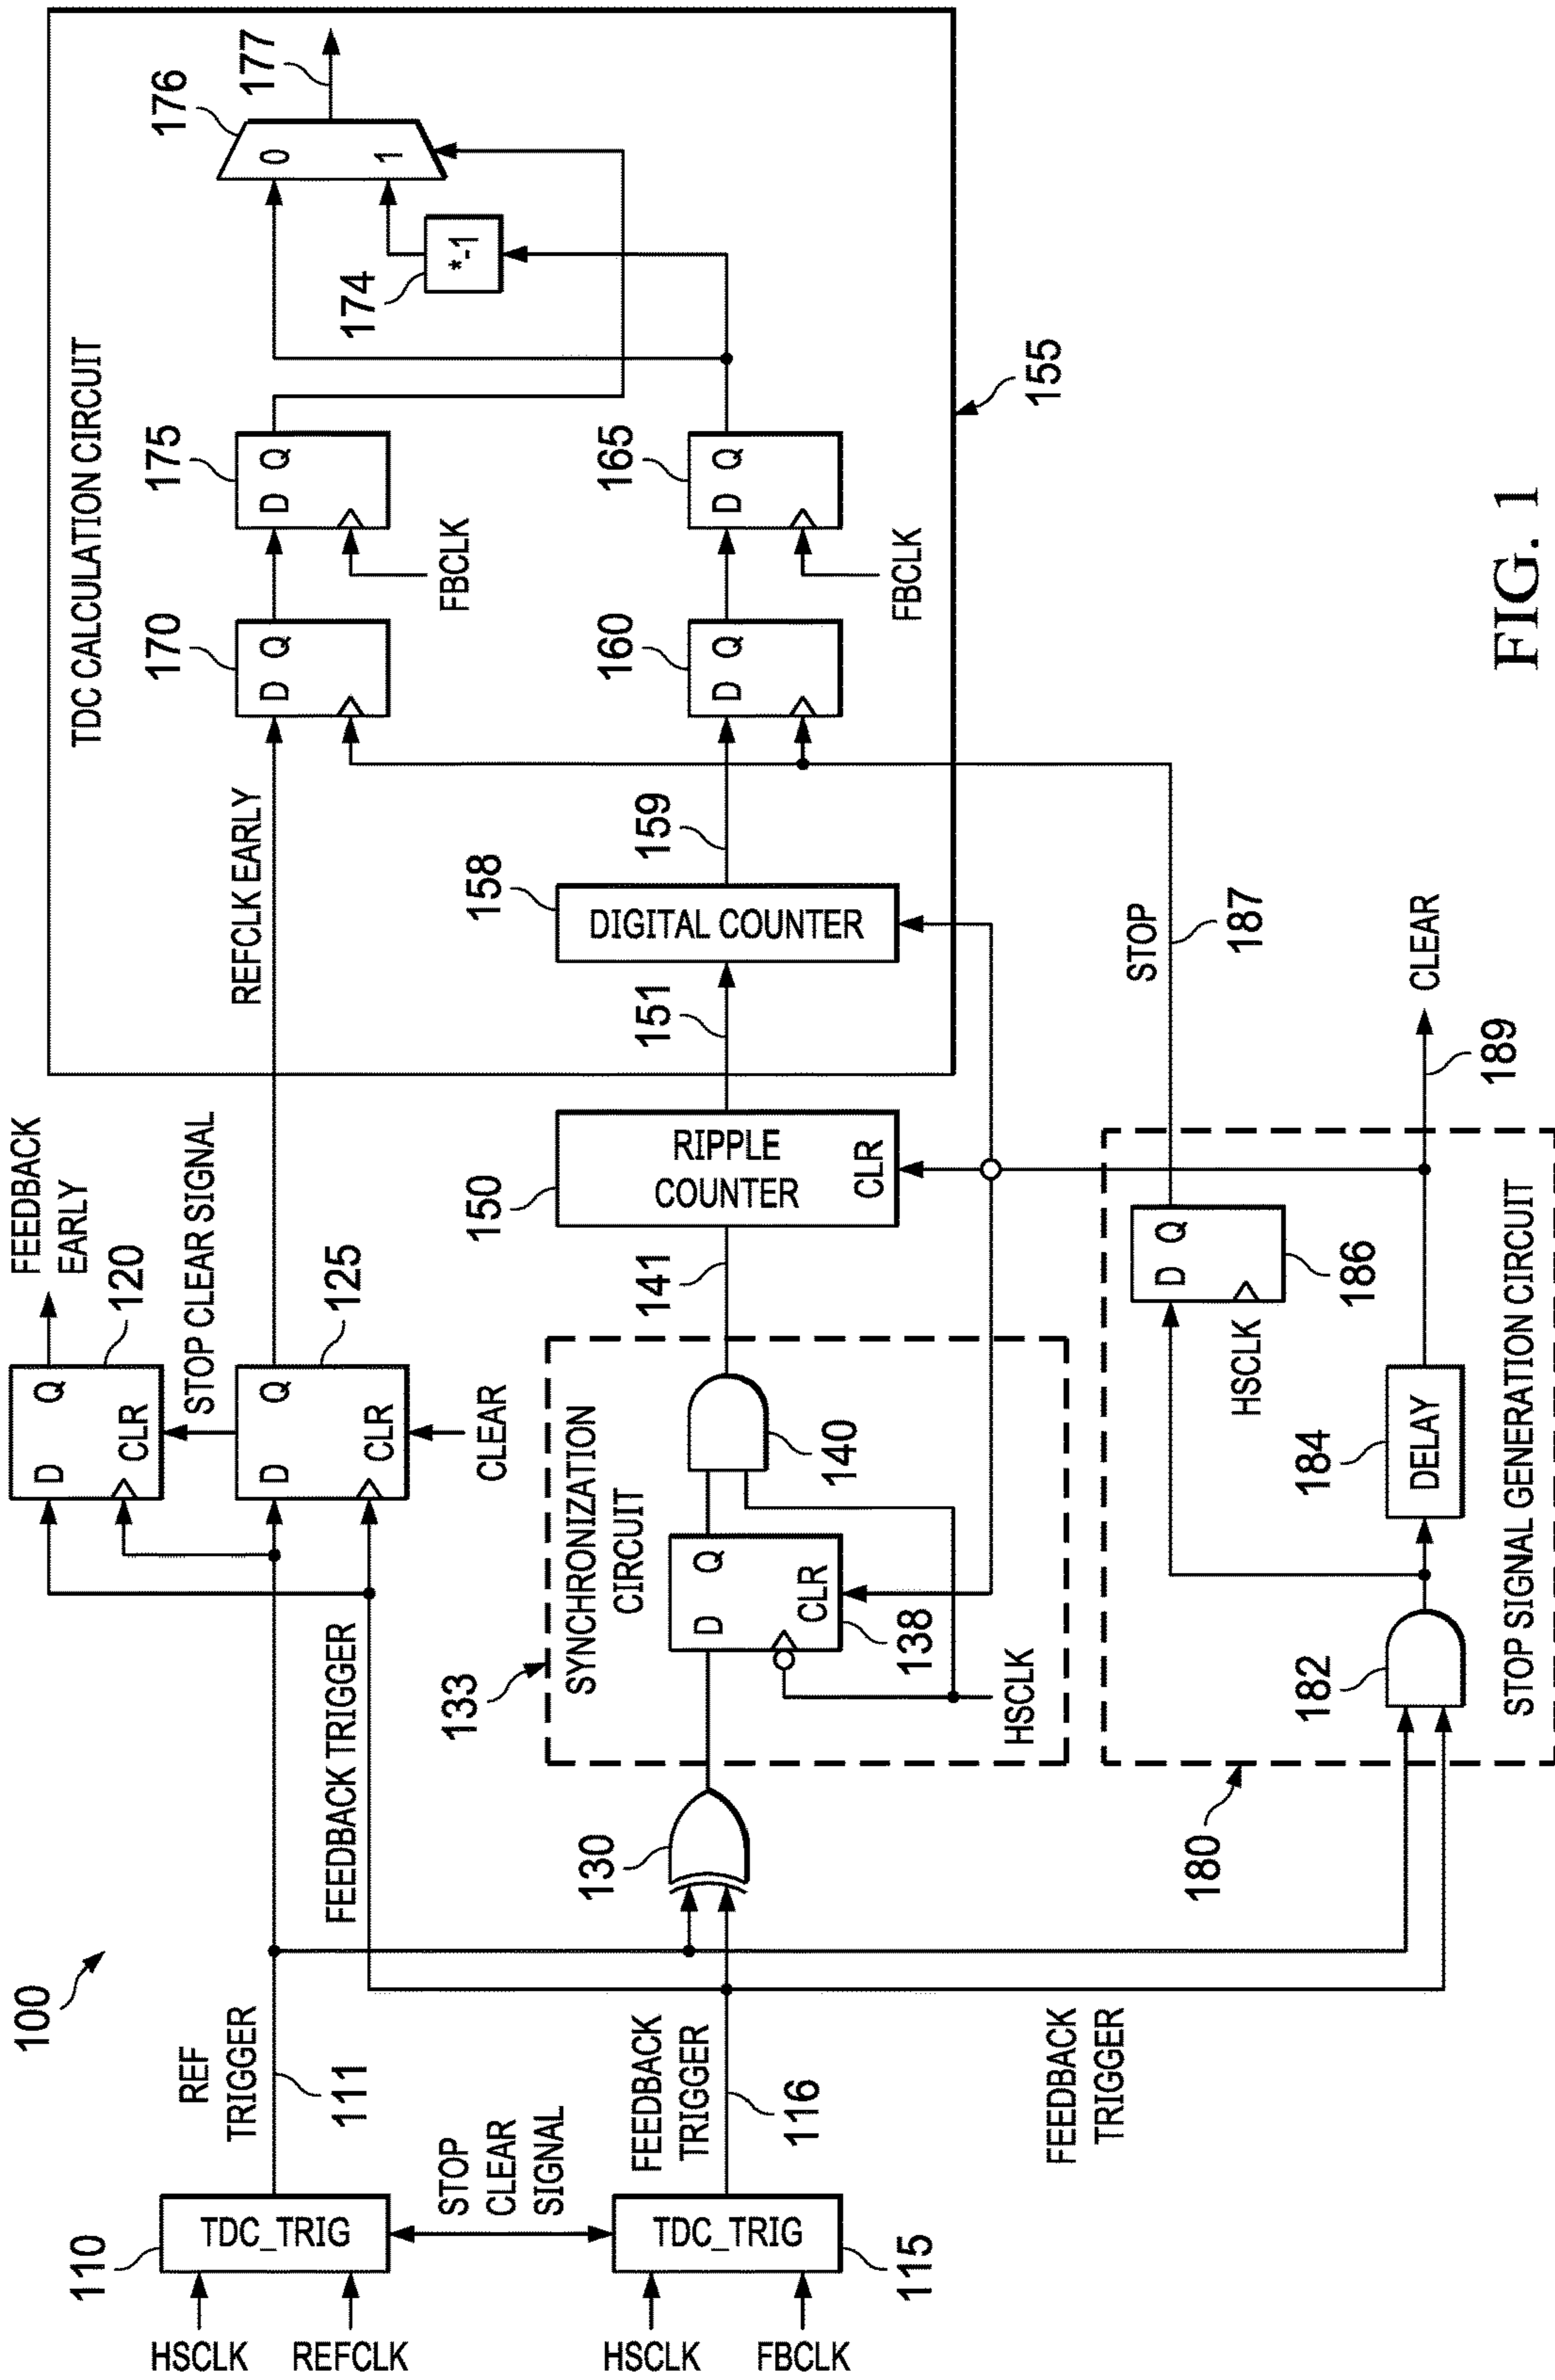 100
HSCLK
REFCLK
110
TDC_TRIG
REF
TRIGGER
111
STOP
CLEAR
SIGNAL
HSCLK
FBCLK
TDC_TRIG
115
FEEDBACK
TRIGGER
116
FEEDBACK
TRIGGER
FEEDBACK TRIGGER
FEEDBACK
EARLY
120
D Q
CLR
STOP CLEAR SIGNAL
125
D Q
CLR
CLEAR
130
133
SYNCHRONIZATION
CIRCUIT
D Q
CLR
138
140
HSCLK
141
150
RIPPLE
COUNTER
CLR
151
TDC CALCULATION CIRCUIT
155
REFCLK EARLY
158
DIGITAL COUNTER
159
170
D Q
160
D Q
175
D Q
FBCLK
165
D Q
FBCLK
174
*-1
176
0
1
177
180
STOP SIGNAL GENERATION CIRCUIT
182
184
DELAY
HSCLK
D Q
186
STOP
187
CLEAR
189
FIG. 1